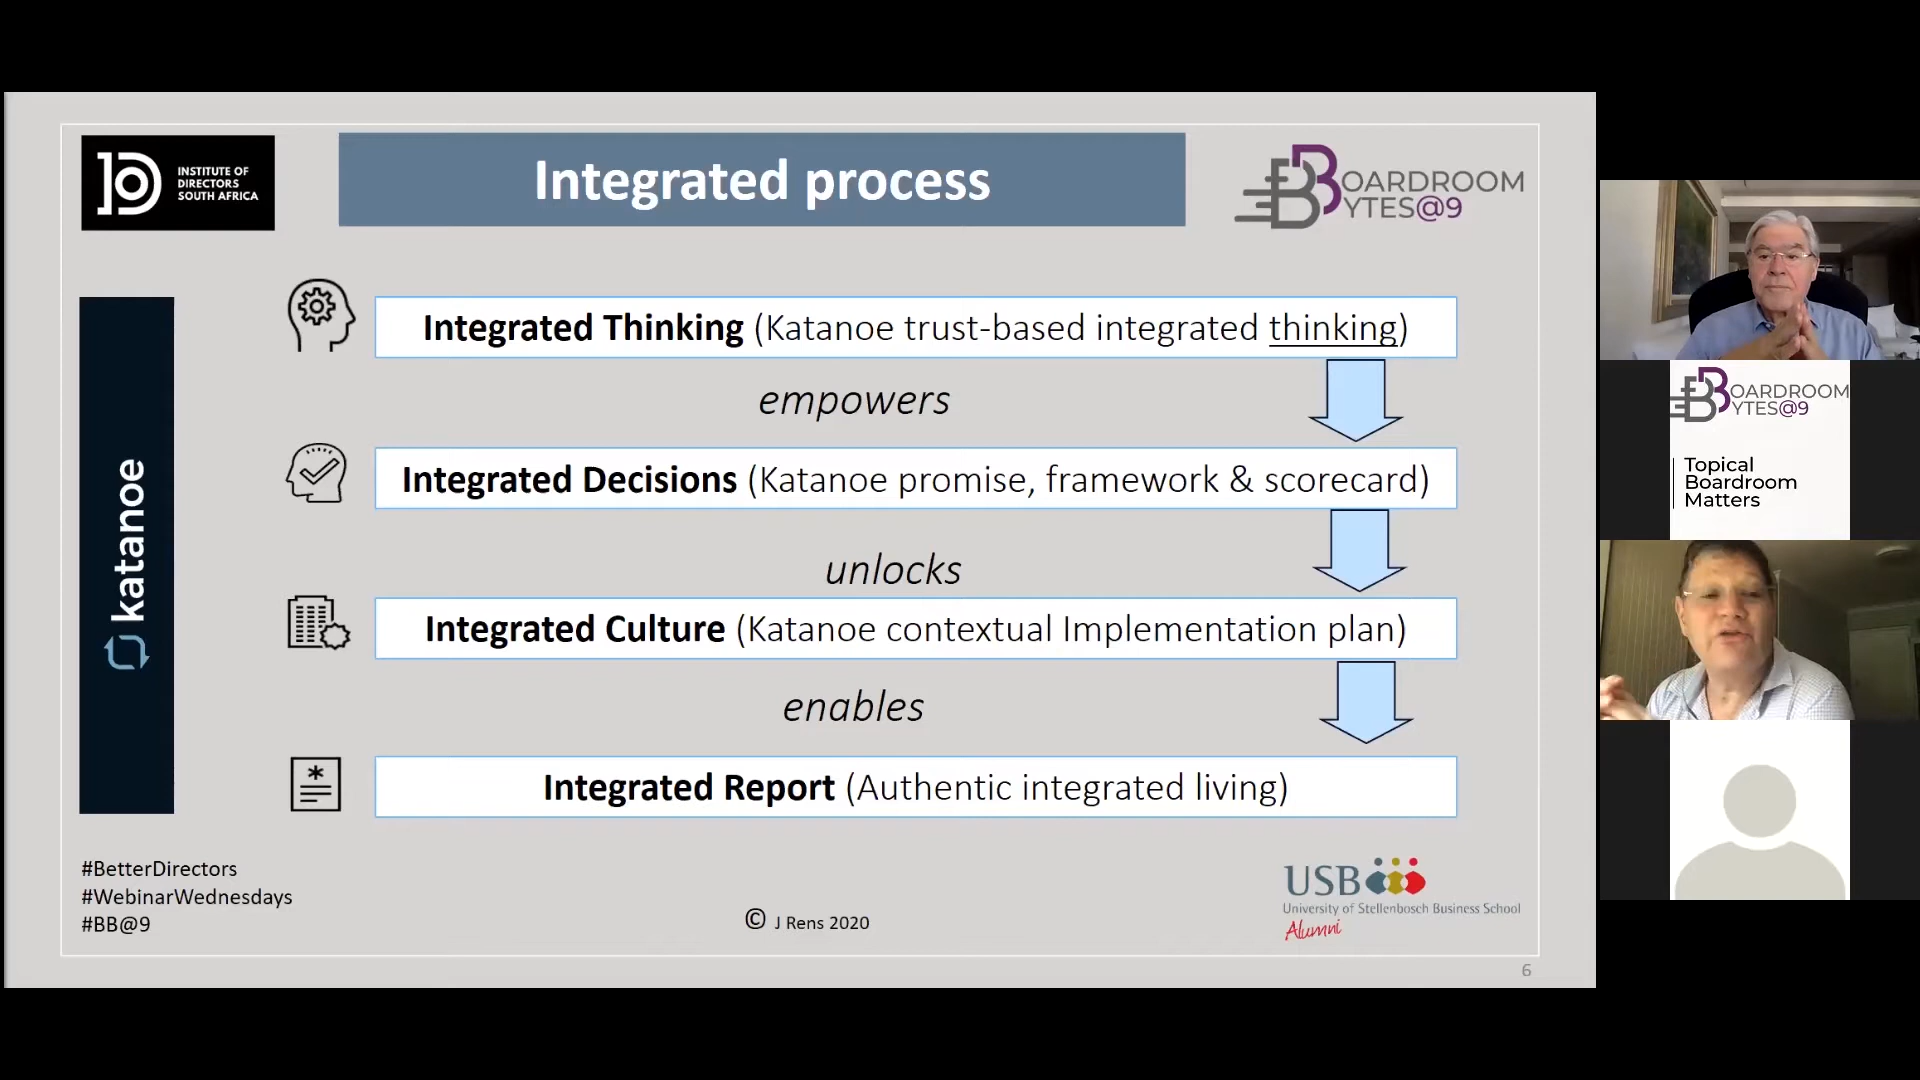 INSTITUTE OF
DIRECTORS
SOUTH AFRICA
Integrated process
BOARDROOM
BYTES@9
katanoe
Integrated Thinking (Katanoe trust-based integrated thinking)
empowers
Integrated Decisions (Katanoe promise, framework & scorecard)
unlocks
Integrated Culture (Katanoe contextual Implementation plan)
enables
Integrated Report (Authentic integrated living)
#BetterDirectors
#WebinarWednesdays
#BB@9
© J Rens 2020
USB
University of Stellenbosch Business School
Alumni
6
BOARDROOM
BYTES@9
Topical
Boardroom
Matters